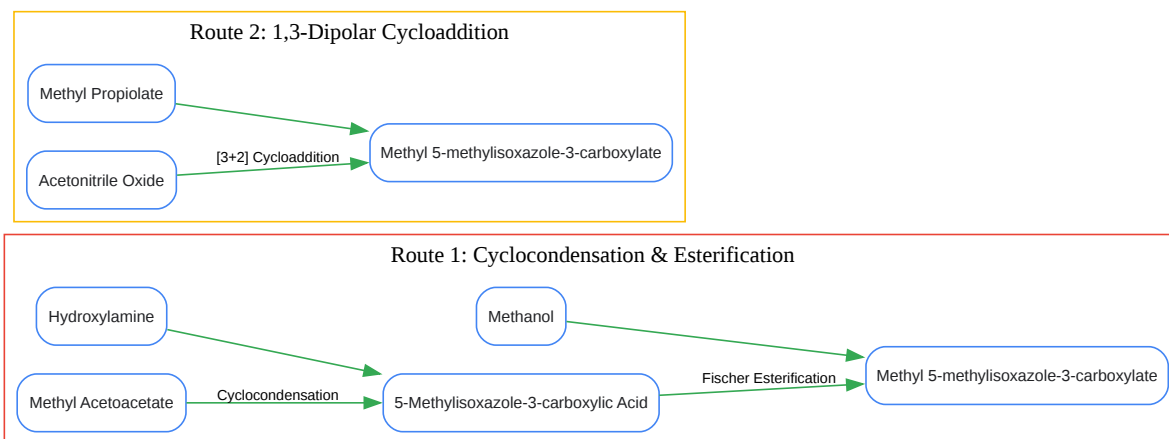 Route 2: 1,3-Dipolar Cycloaddition
Methyl Propiolate
Methyl 5-methylisoxazole-3-carboxylate
[3+2] Cycloaddition
Acetonitrile Oxide
Route 1: Cyclocondensation & Esterification
Hydroxylamine
Methanol
Methyl Acetoacetate
Cyclocondensation
5-Methylisoxazole-3-carboxylic Acid
Fischer Esterification
Methyl 5-methylisoxazole-3-carboxylate